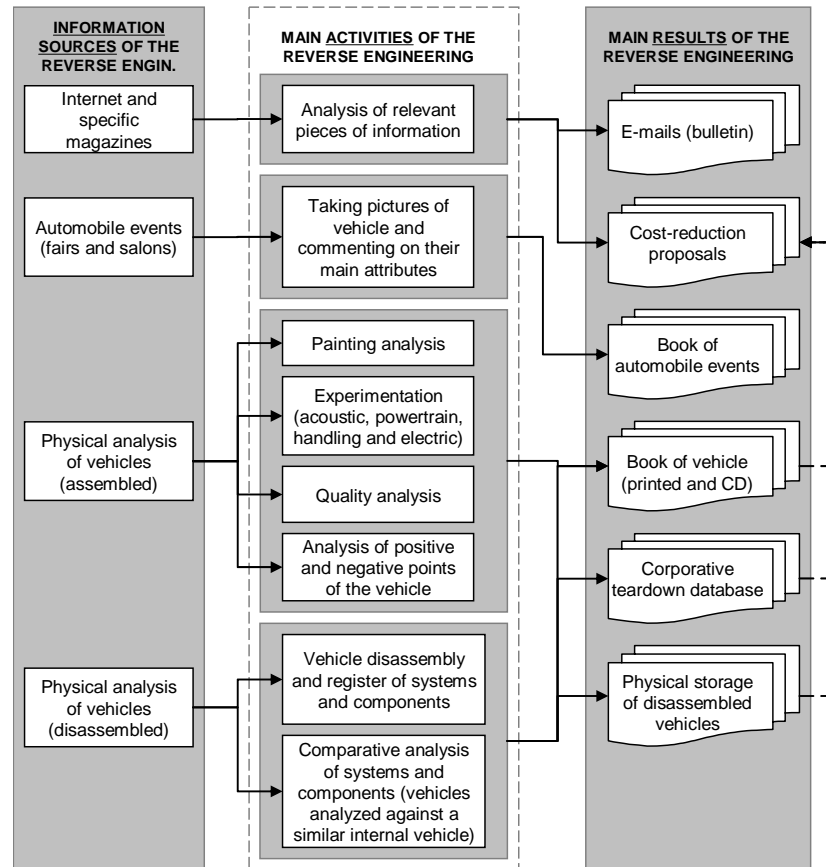 INFORMATION
SOURCES OF THE
REVERSE ENGIN.
Internet and
specific
magazines
Automobile events
(fairs and salons)
Physical analysis
of vehicles
(assembled)
Physical analysis
of vehicles
(disassembled)
MAIN ACTIVITIES OF THE
REVERSE ENGINEERING
Analysis of relevant
pieces of information
Taking pictures of
vehicle and
commenting on their
main attributes
Painting analysis
Experimentation
(acoustic, powertrain,
handling and electric)
Quality analysis
Analysis of positive
and negative points
of the vehicle
Vehicle disassembly
and register of systems
and components
Comparative analysis
of systems and
components (vehicles
analyzed against a
similar internal vehicle)
MAIN RESULTS OF THE
REVERSE ENGINEERING
E-mails (bulletin)
Cost-reduction
proposals
Book of
automobile events
Book of vehicle
(printed and CD)
Corporative
teardown database
Physical storage
of disassembled
vehicles